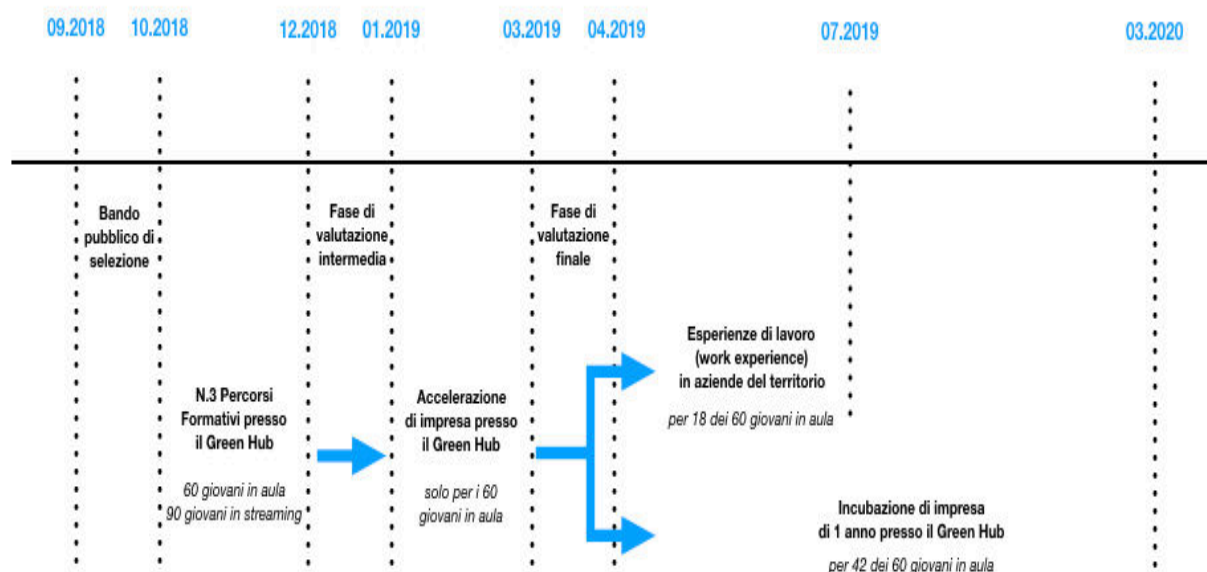 09.2018
10.2018
12.2018
01.2019
03.2019
04.2019
07.2019
03.2020
Bando
pubblico di
selezione
Fase di
valutazione
intermedia
Fase di
valutazione
finale
N.3 Percorsi
Formativi presso
il Green Hub
60 giovani in aula
90 giovani in streaming
Accelerazione
di impresa presso
il Green Hub
solo per i 60
giovani in aula
Esperienze di lavoro
(work experience)
in aziende del territorio
per 18 dei 60 giovani in aula
Incubazione di impresa
di 1 anno presso il Green Hub
per 42 dei 60 giovani in aula